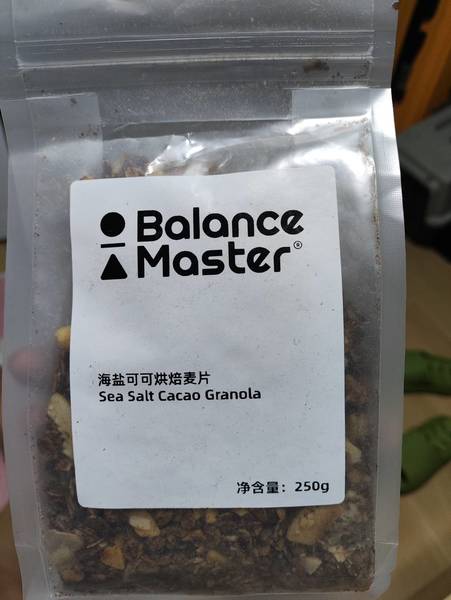 Balance
Master®
海盐可可烘焙麦片
Sea Salt Cacao Granola
净含量：250g